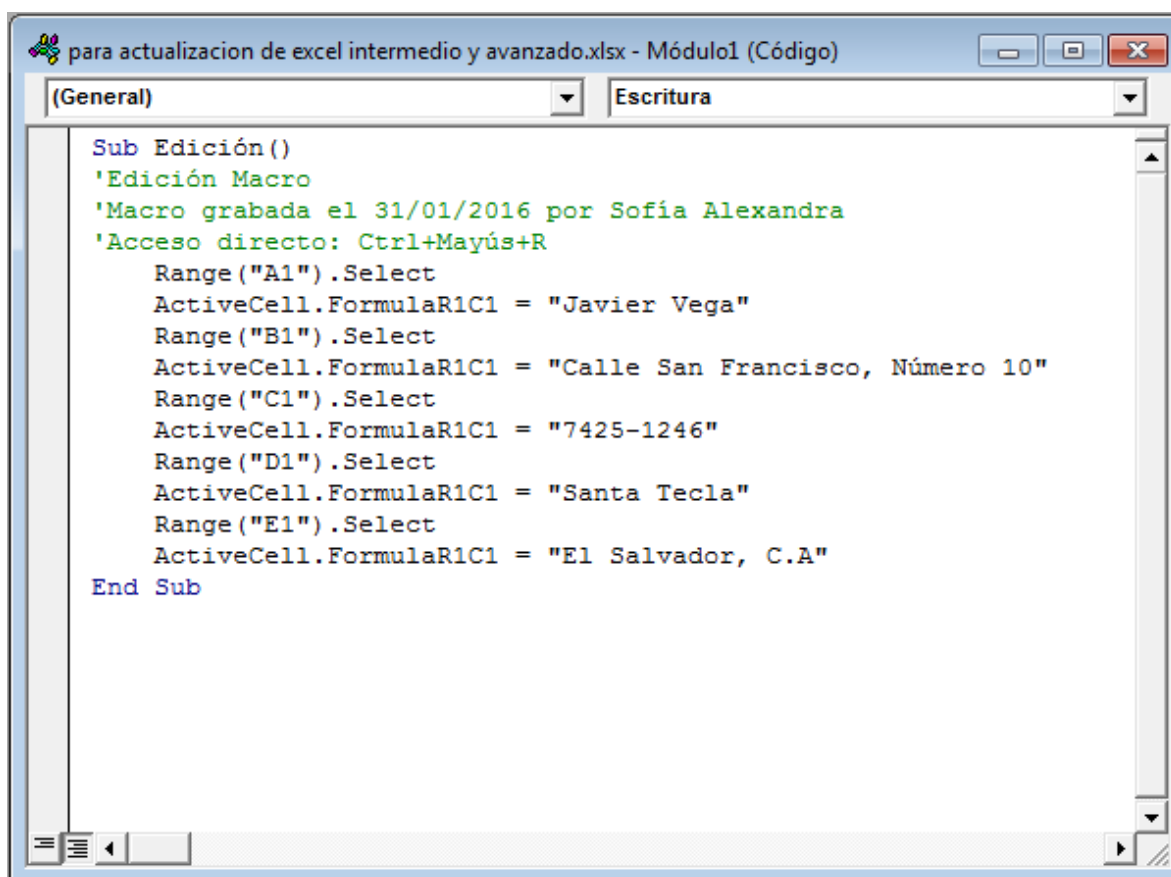 para actualizacion de excel intermedio y avanzado.xlsx - Módulo1 (Código)
(General) Escritura
Sub Edición()
'Edición Macro
'Macro grabada el 31/01/2016 por Sofía Alexandra
'Acceso directo: Ctrl+Mayús+R
Range("A1").Select
ActiveCell.FormulaR1C1 = "Javier Vega"
Range("B1").Select
ActiveCell.FormulaR1C1 = "Calle San Francisco, Número 10"
Range("C1").Select
ActiveCell.FormulaR1C1 = "7425-1246"
Range("D1").Select
ActiveCell.FormulaR1C1 = "Santa Tecla"
Range("E1").Select
ActiveCell.FormulaR1C1 = "El Salvador, C.A"
End Sub